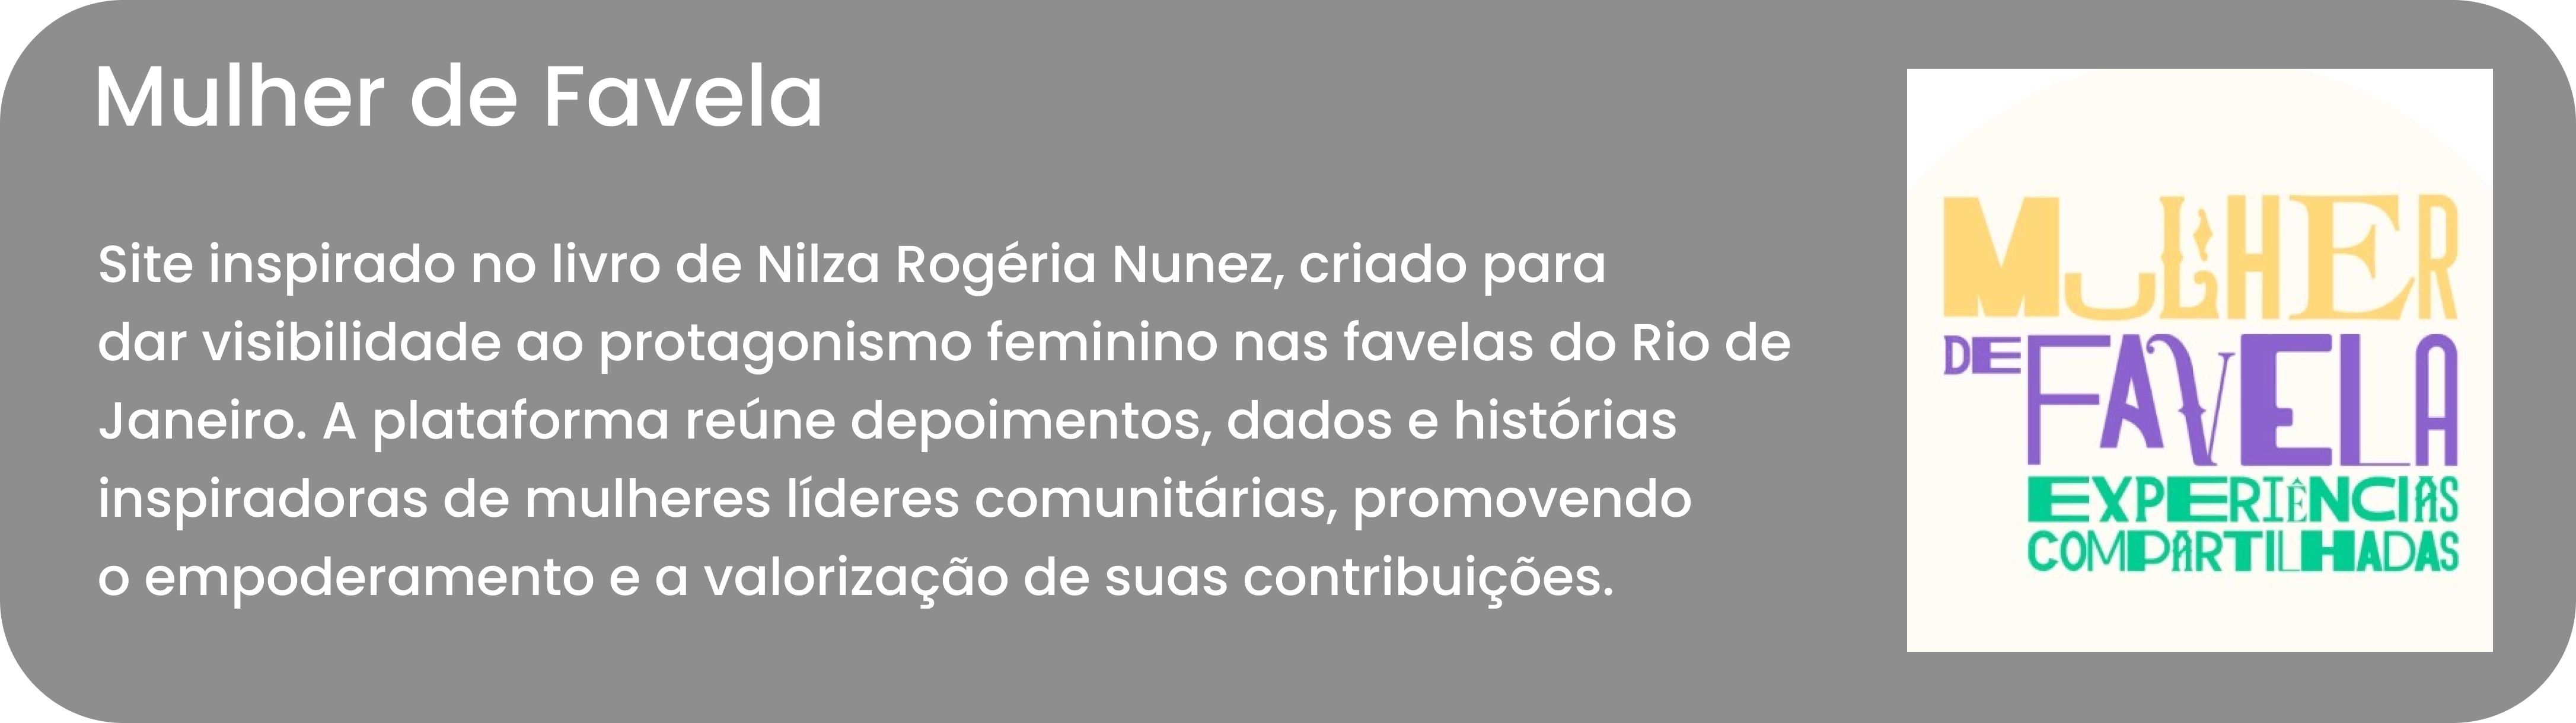 Mulher de Favela
Site inspirado no livro de Nilza Rogéria Nunez, criado para
dar visibilidade ao protagonismo feminino nas favelas do Rio de
Janeiro. A plataforma reúne depoimentos, dados e histórias
inspiradoras de mulheres líderes comunitárias, promovendo
o empoderamento e a valorização de suas contribuições.
MULHER
DE FAVELA
EXPERIÊNCIAS
COMPARTILHADAS